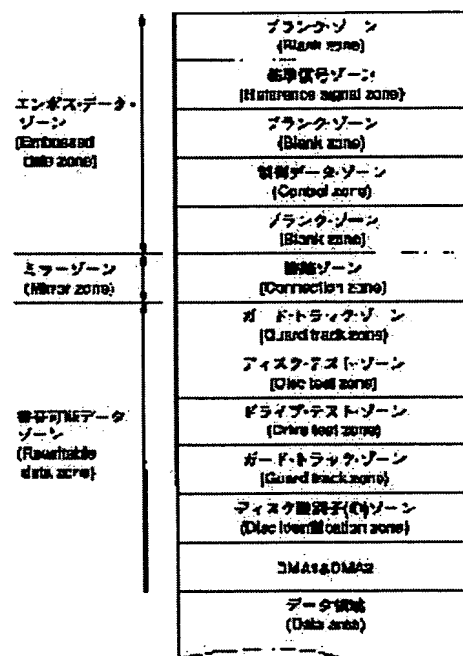 ブランク・ゾーン
(Blank zone)
基準信号ゾーン
(Reference signal zone)
エンボス・データ・
ゾーン
(Embossed
data zone)
ブランク・ゾーン
(Blank zone)
制御データ・ゾーン
(Control zone)
ブランク・ゾーン
(Blank zone)
ミラーゾーン
(Mirror zone)
接続ゾーン
(Connection zone)
ガード・トラック・ゾーン
(Guard track zone)
ディスク・テスト・ゾーン
(Disc test zone)
書替可能データ
ゾーン
(Rewritable
data zone)
ドライブ・テスト・ゾーン
(Drive test zone)
ガード・トラック・ゾーン
(Guard track zone)
ディスク識別子(ID)ゾーン
(Disc identification zone)
DMA1&DMA2
データ領域
(Data area)